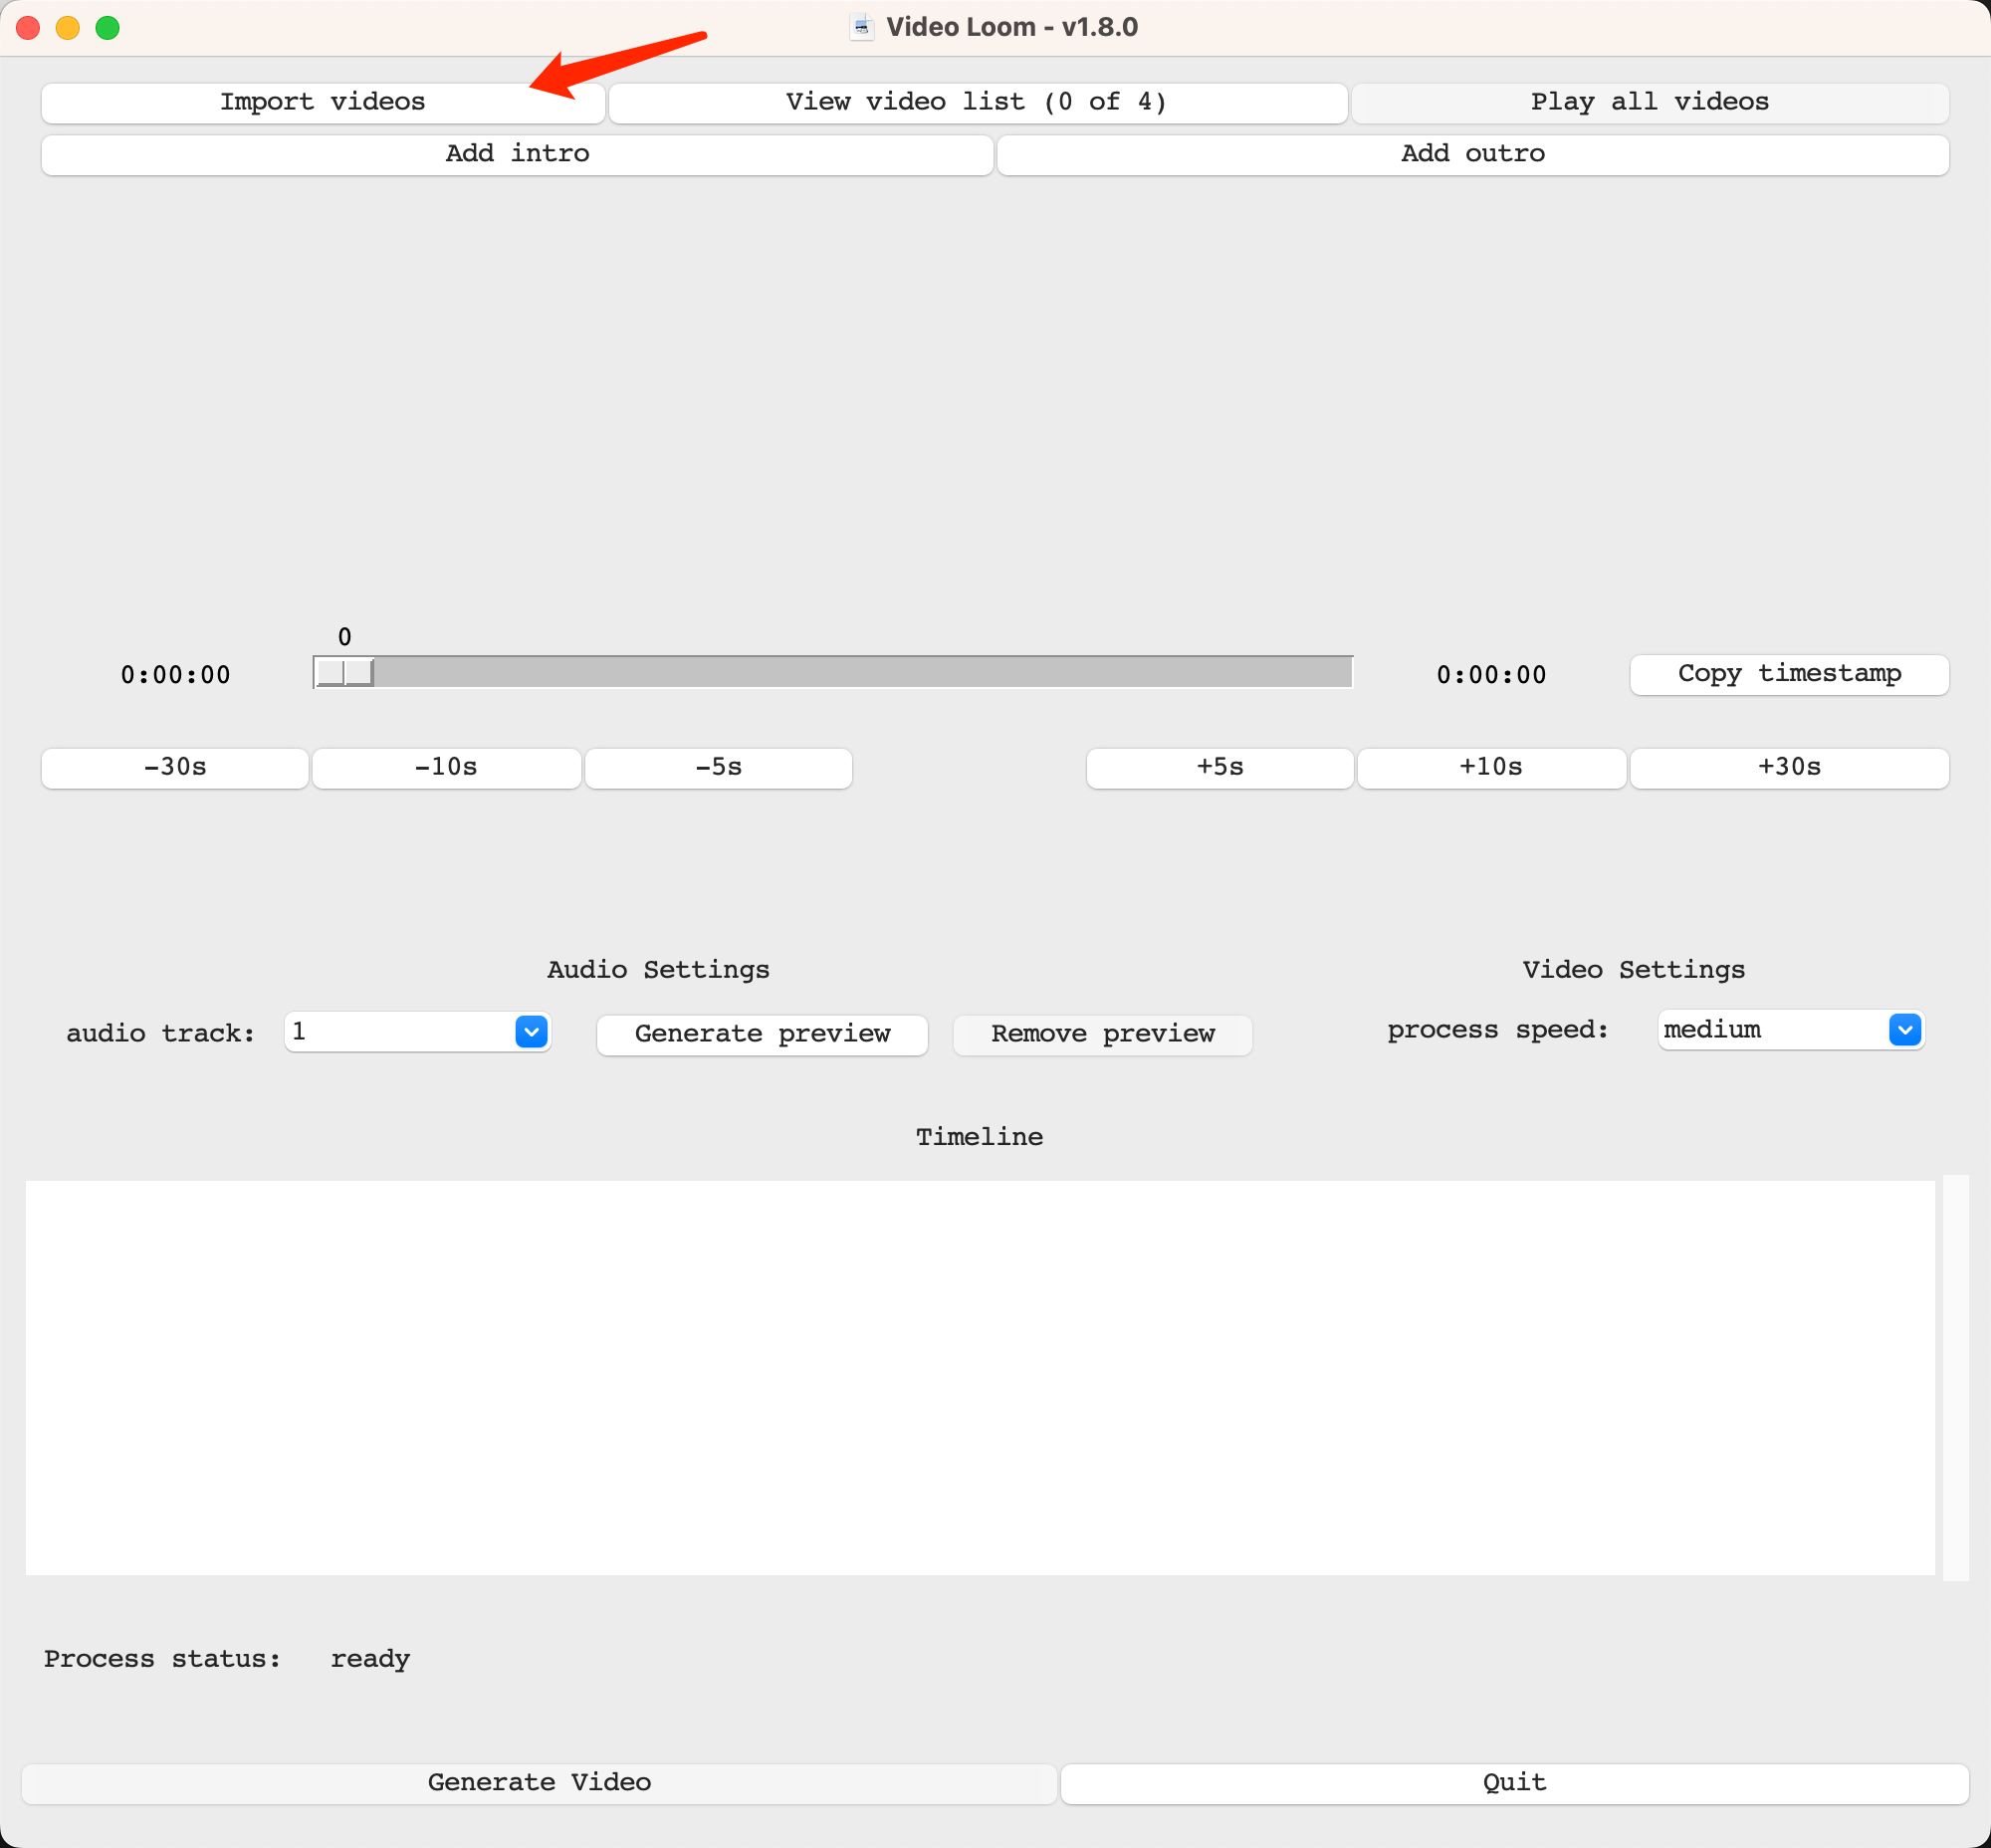 Video Loom - v1.8.0
Import videos View video list (0 of 4) Play all videos
Add intro Add outro
0
0:00:00 0:00:00 Copy timestamp
-30s -10s -5s +5s +10s +30s
Audio Settings Video Settings
audio track: 1 Generate preview Remove preview process speed: medium
Timeline
Process status: ready
Generate Video Quit